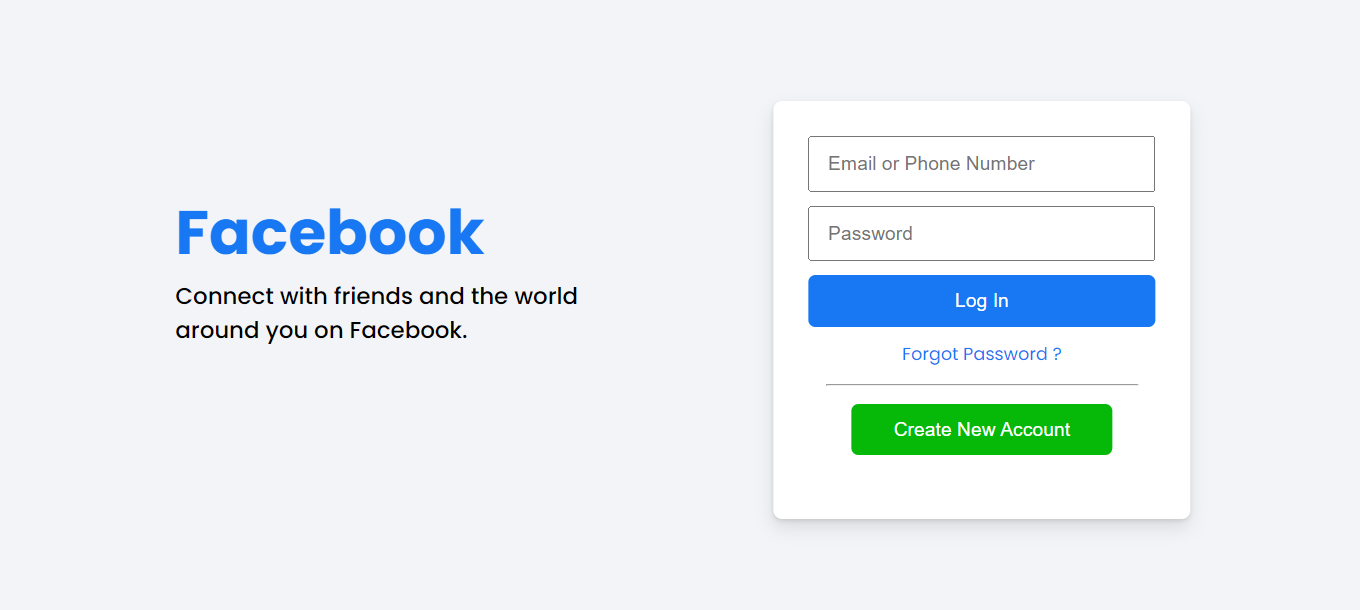 Facebook
Connect with friends and the world
around you on Facebook.
Email or Phone Number
Password
Log In
Forgot Password ?
Create New Account